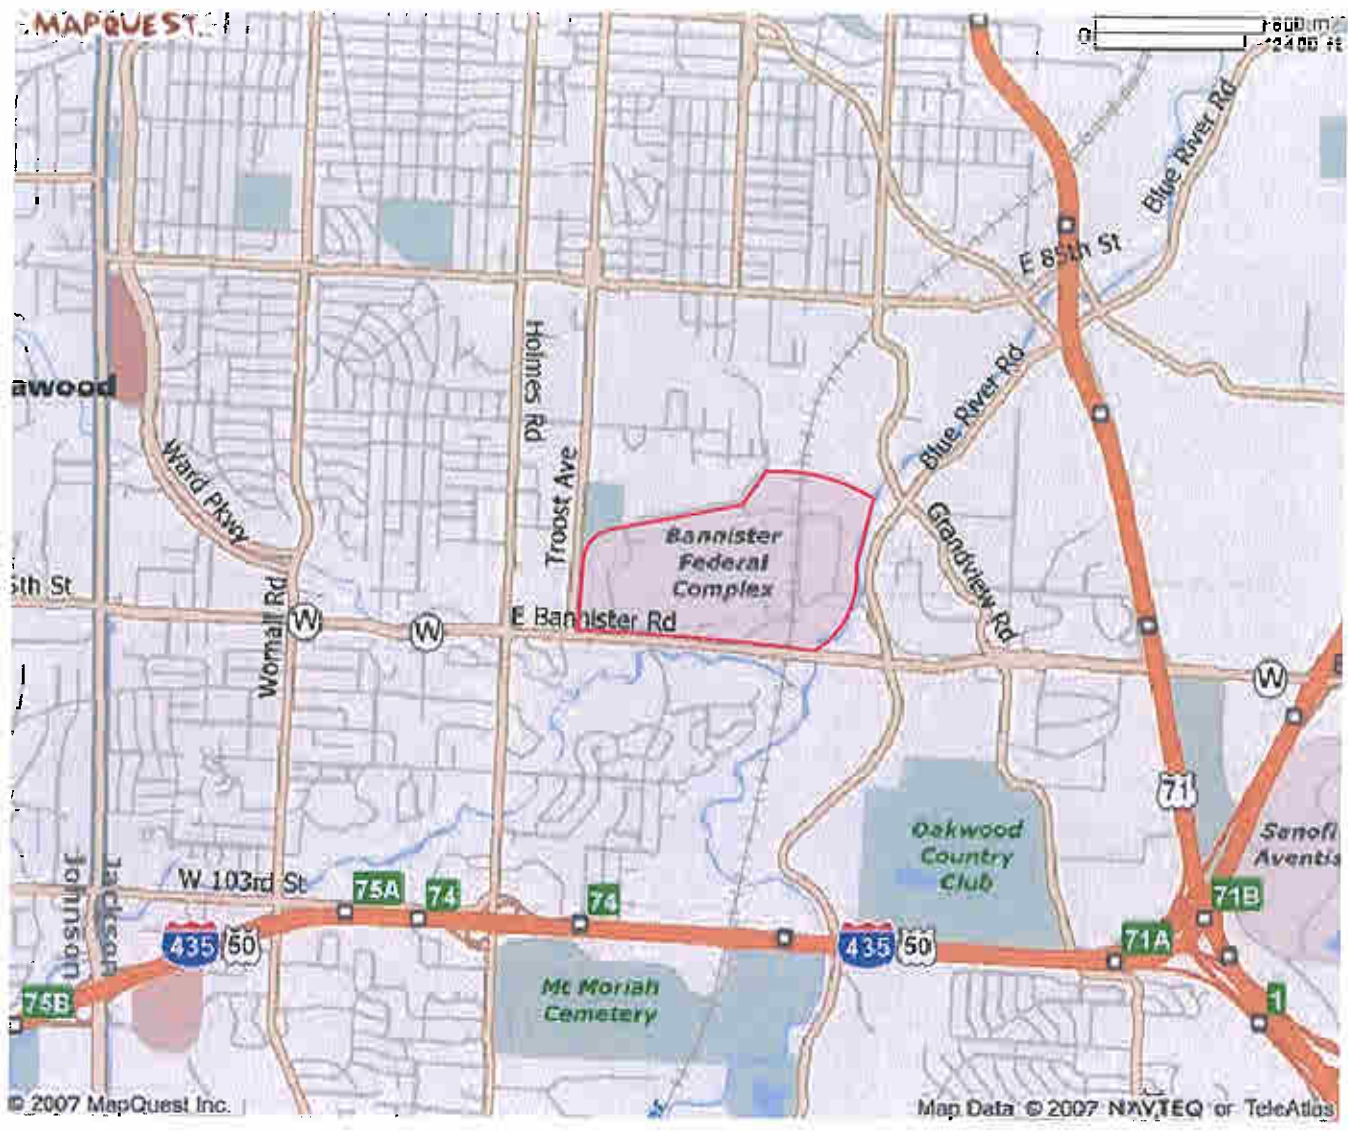 MAPQUEST.
0
Blue River Rd
E 85th St
Holmes Rd
awood
Blue River Rd
Ward Pkwy
Troost Ave
Bannister
Federal
Complex
Grandview Rd
5th St
Wornall Rd
W
W
E Bannister Rd
W
71
Oakwood
Country
Club
Sanofi
Aventis
Johnson
Jackson
W 103rd St
75A
74
74
71B
435
50
435
50
71A
75B
Mt Moriah
Cemetery
1
© 2007 MapQuest Inc.
Map Data © 2007 NAVTEQ or TeleAtlas